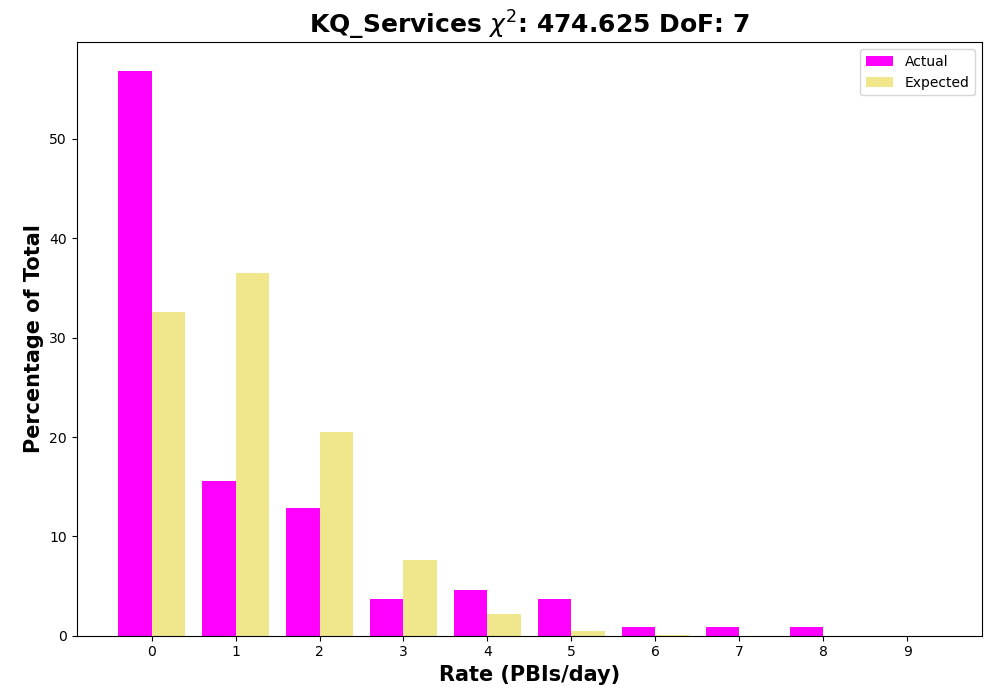 KQ_Services χ²: 474.625 DoF: 7
Actual
Expected
Percentage of Total
50
40
30
20
10
0
0 1 2 3 4 5 6 7 8 9
Rate (PBIs/day)